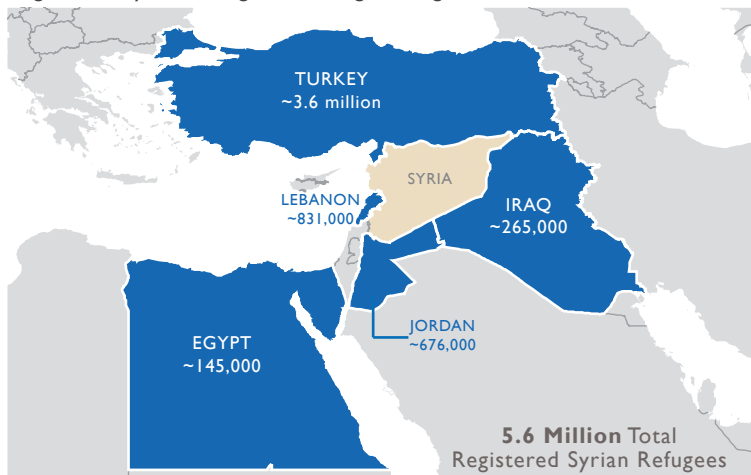 TURKEY
~3.6 million
SYRIA
LEBANON
~831,000
IRAQ
~265,000
JORDAN
~676,000
EGYPT
~145,000
5.6 Million Total
Registered Syrian Refugees